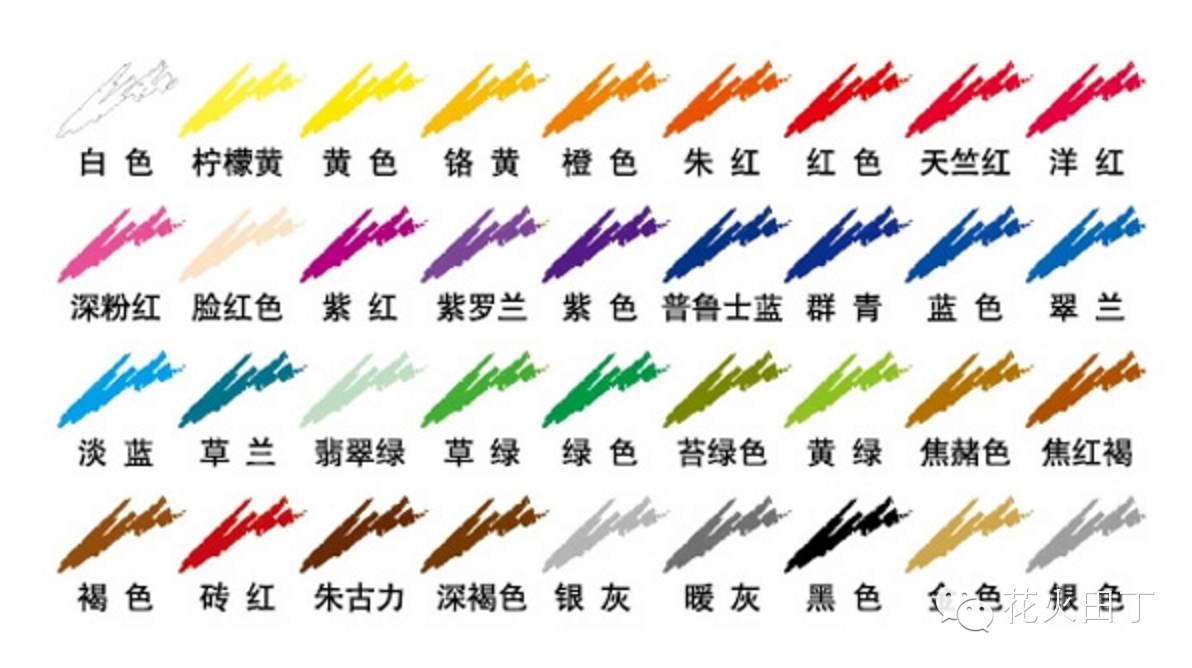 白色 柠檬黄 黄色 铬黄 橙色 朱红 红色 天竺红 洋红
深粉红 脸红色 紫红 紫罗兰 紫色 普鲁士蓝 群青 蓝色 翠兰
淡蓝 草兰 翡翠绿 草绿 绿色 苔绿色 黄绿 焦赭色 焦红褐
褐色 砖红 朱古力 深褐色 银灰 暖灰 黑色 金色 银色
花火田丁